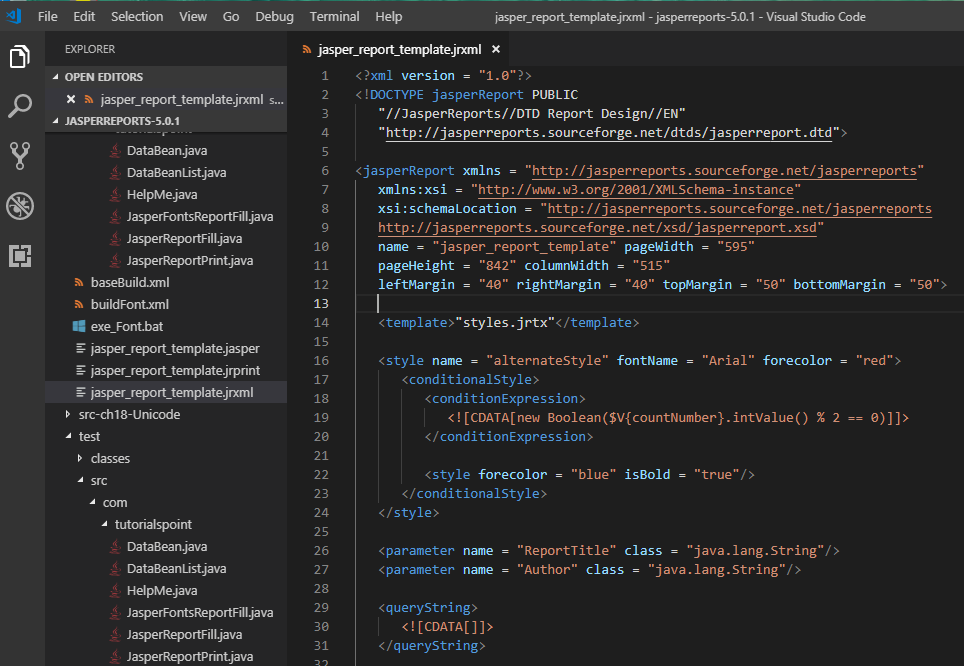 File Edit Selection View Go Debug Terminal Help jasper_report_template.jrxml - jasperreports-5.0.1 - Visual Studio Code
EXPLORER
OPEN EDITORS
jasper_report_template.jrxml s...
JASPERREPORTS-5.0.1
tutorialspoint
DataBean.java
DataBeanList.java
HelpMe.java
JasperFontsReportFill.java
JasperReportFill.java
JasperReportPrint.java
baseBuild.xml
buildFont.xml
exe_Font.bat
jasper_report_template.jasper
jasper_report_template.jrprint
jasper_report_template.jrxml
src-ch18-Unicode
test
classes
src
com
tutorialspoint
DataBean.java
DataBeanList.java
HelpMe.java
JasperFontsReportFill.java
JasperReportFill.java
JasperReportPrint.java
jasper_report_template.jrxml
1 <?xml version = "1.0"?>
2 <!DOCTYPE jasperReport PUBLIC
3 "//JasperReports//DTD Report Design//EN"
4 "http://jasperreports.sourceforge.net/dtds/jasperreport.dtd">
5
6 <jasperReport xmlns = "http://jasperreports.sourceforge.net/jasperreports"
7 xmlns:xsi = "http://www.w3.org/2001/XMLSchema-instance"
8 xsi:schemaLocation = "http://jasperreports.sourceforge.net/jasperreports
9 http://jasperreports.sourceforge.net/xsd/jasperreport.xsd"
10 name = "jasper_report_template" pageWidth = "595"
11 pageHeight = "842" columnWidth = "515"
12 leftMargin = "40" rightMargin = "40" topMargin = "50" bottomMargin = "50">
13
14 <template>"styles.jrtx"</template>
15
16 <style name = "alternateStyle" fontName = "Arial" forecolor = "red">
17 <conditionalStyle>
18 <conditionExpression>
19 <![CDATA[new Boolean($V{countNumber}.intValue() % 2 == 0)]]>
20 </conditionExpression>
21
22 <style forecolor = "blue" isBold = "true"/>
23 </conditionalStyle>
24 </style>
25
26 <parameter name = "ReportTitle" class = "java.lang.String"/>
27 <parameter name = "Author" class = "java.lang.String"/>
28
29 <queryString>
30 <![CDATA[]]>
31 </queryString>
32